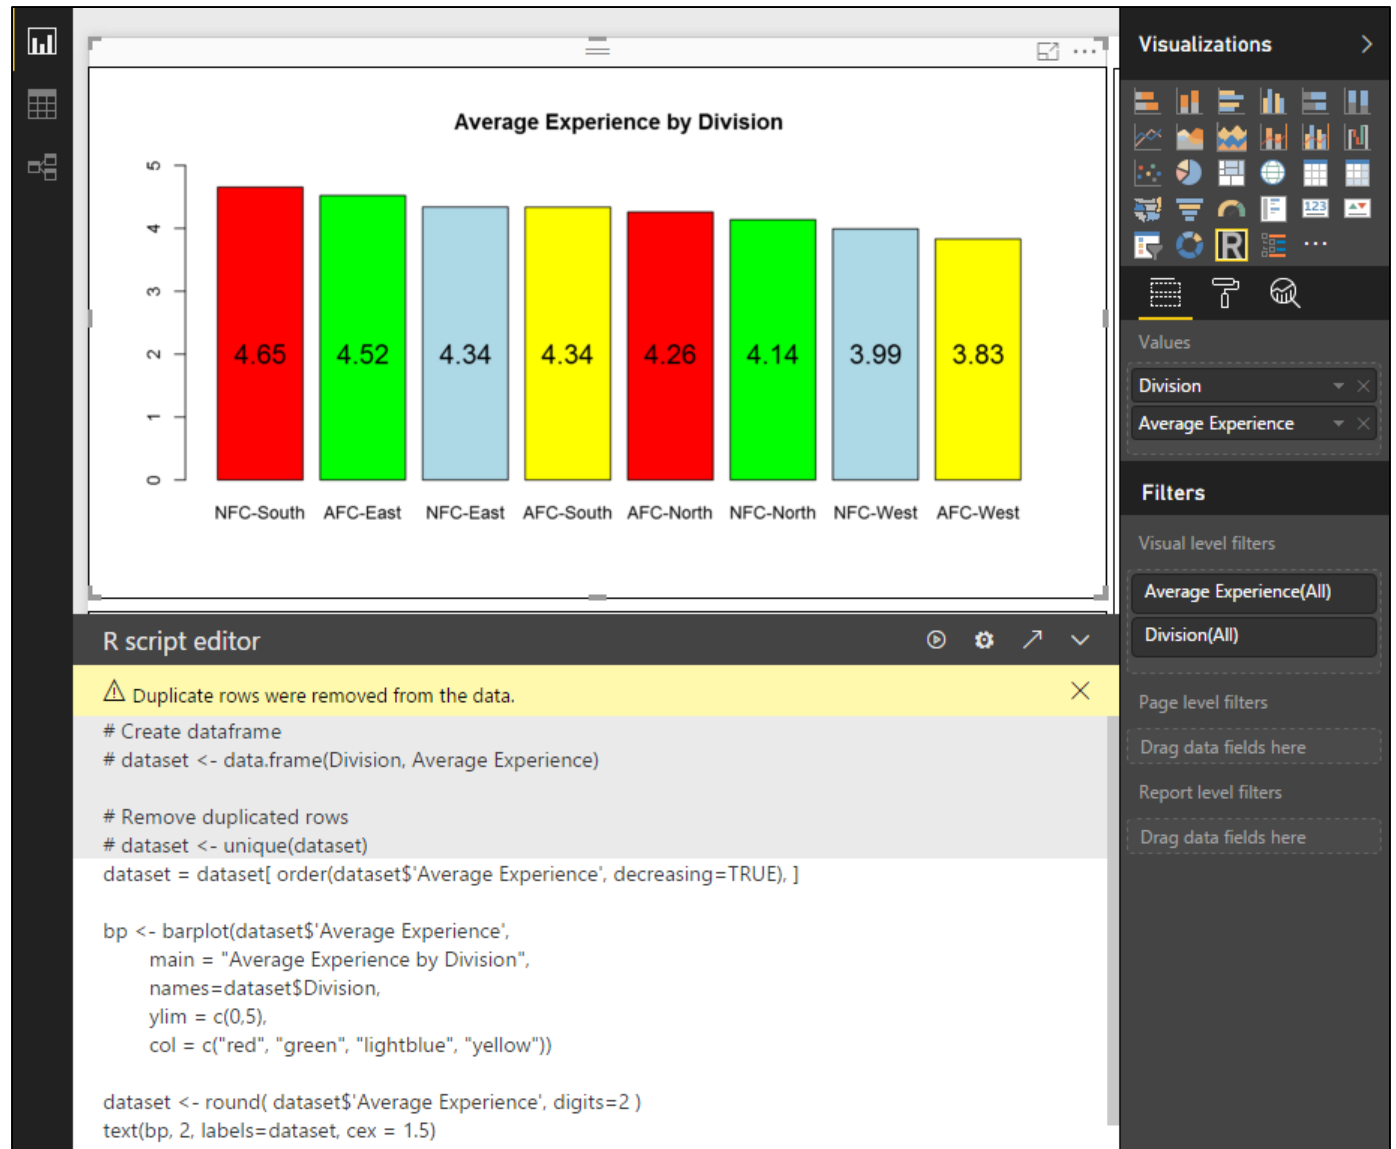 Average Experience by Division
5
4
3
2
1
0
4.65 4.52 4.34 4.34 4.26 4.14 3.99 3.83
NFC-South AFC-East NFC-East AFC-South AFC-North NFC-North NFC-West AFC-West
R script editor
Duplicate rows were removed from the data.
# Create dataframe
# dataset <- data.frame(Division, Average Experience)
# Remove duplicated rows
# dataset <- unique(dataset)
dataset = dataset[ order(dataset$'Average Experience', decreasing=TRUE), ]
bp <- barplot(dataset$'Average Experience',
main = "Average Experience by Division",
names=dataset$Division,
ylim = c(0,5),
col = c("red", "green", "lightblue", "yellow"))
dataset <- round( dataset$'Average Experience', digits=2 )
text(bp, 2, labels=dataset, cex = 1.5)
Visualizations
123
R
Values
Division
Average Experience
Filters
Visual level filters
Average Experience(All)
Division(All)
Page level filters
Drag data fields here
Report level filters
Drag data fields here